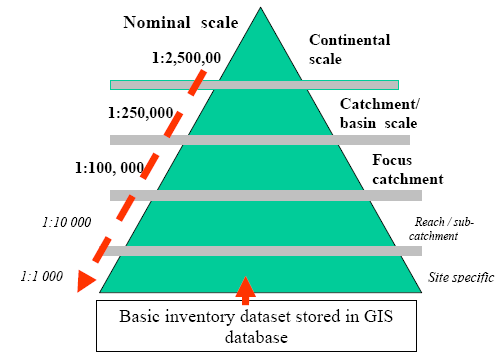 Nominal scale
Continental
scale
1:2,500,00
Catchment/
basin scale
1:250,000
Focus
catchment
1:100, 000
Reach / sub-
catchment
1:10 000
Site specific
1:1 000
Basic inventory dataset stored in GIS
database